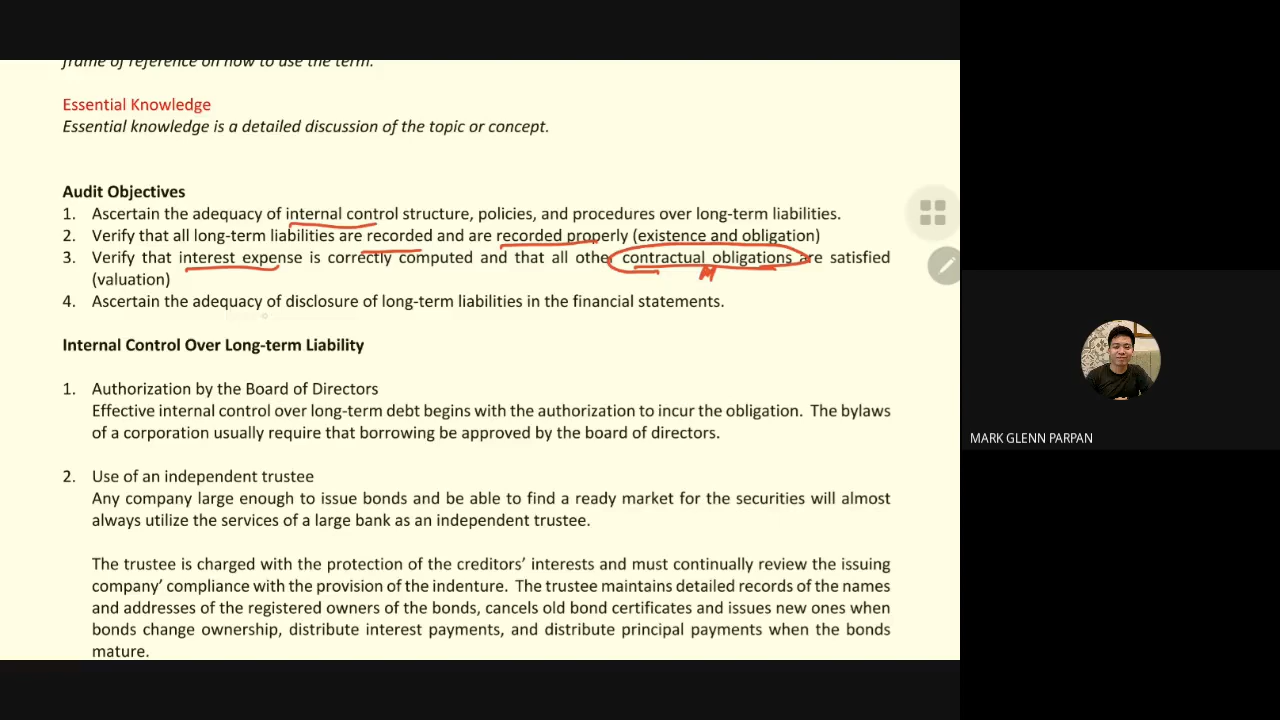 frame of reference on how to use the term.
Essential Knowledge
Essential knowledge is a detailed discussion of the topic or concept.
Audit Objectives
1. Ascertain the adequacy of internal control structure, policies, and procedures over long-term liabilities.
2. Verify that all long-term liabilities are recorded and are recorded properly (existence and obligation)
3. Verify that interest expense is correctly computed and that all other contractual obligations are satisfied
(valuation)
4. Ascertain the adequacy of disclosure of long-term liabilities in the financial statements.
Internal Control Over Long-term Liability
1. Authorization by the Board of Directors
Effective internal control over long-term debt begins with the authorization to incur the obligation. The bylaws
of a corporation usually require that borrowing be approved by the board of directors.
2. Use of an independent trustee
Any company large enough to issue bonds and be able to find a ready market for the securities will almost
always utilize the services of a large bank as an independent trustee.
The trustee is charged with the protection of the creditors' interests and must continually review the issuing
company' compliance with the provision of the indenture. The trustee maintains detailed records of the names
and addresses of the registered owners of the bonds, cancels old bond certificates and issues new ones when
bonds change ownership, distribute interest payments, and distribute principal payments when the bonds
mature.
MARK GLENN PARPAN